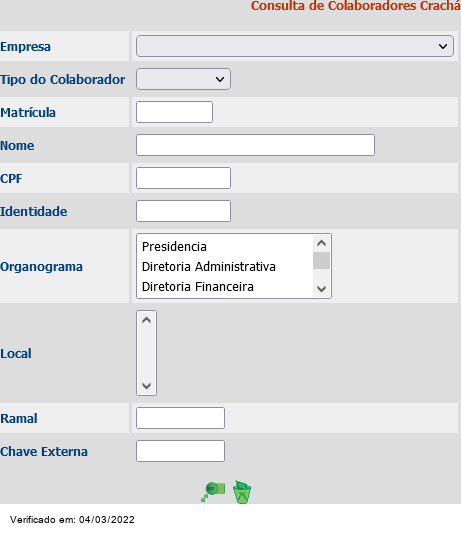 Consulta de Colaboradores Crachá
Empresa
Tipo do Colaborador
Matrícula
Nome
CPF
Identidade
Organograma
Presidencia
Diretoria Administrativa
Diretoria Financeira
Local
Ramal
Chave Externa
Verificado em: 04/03/2022